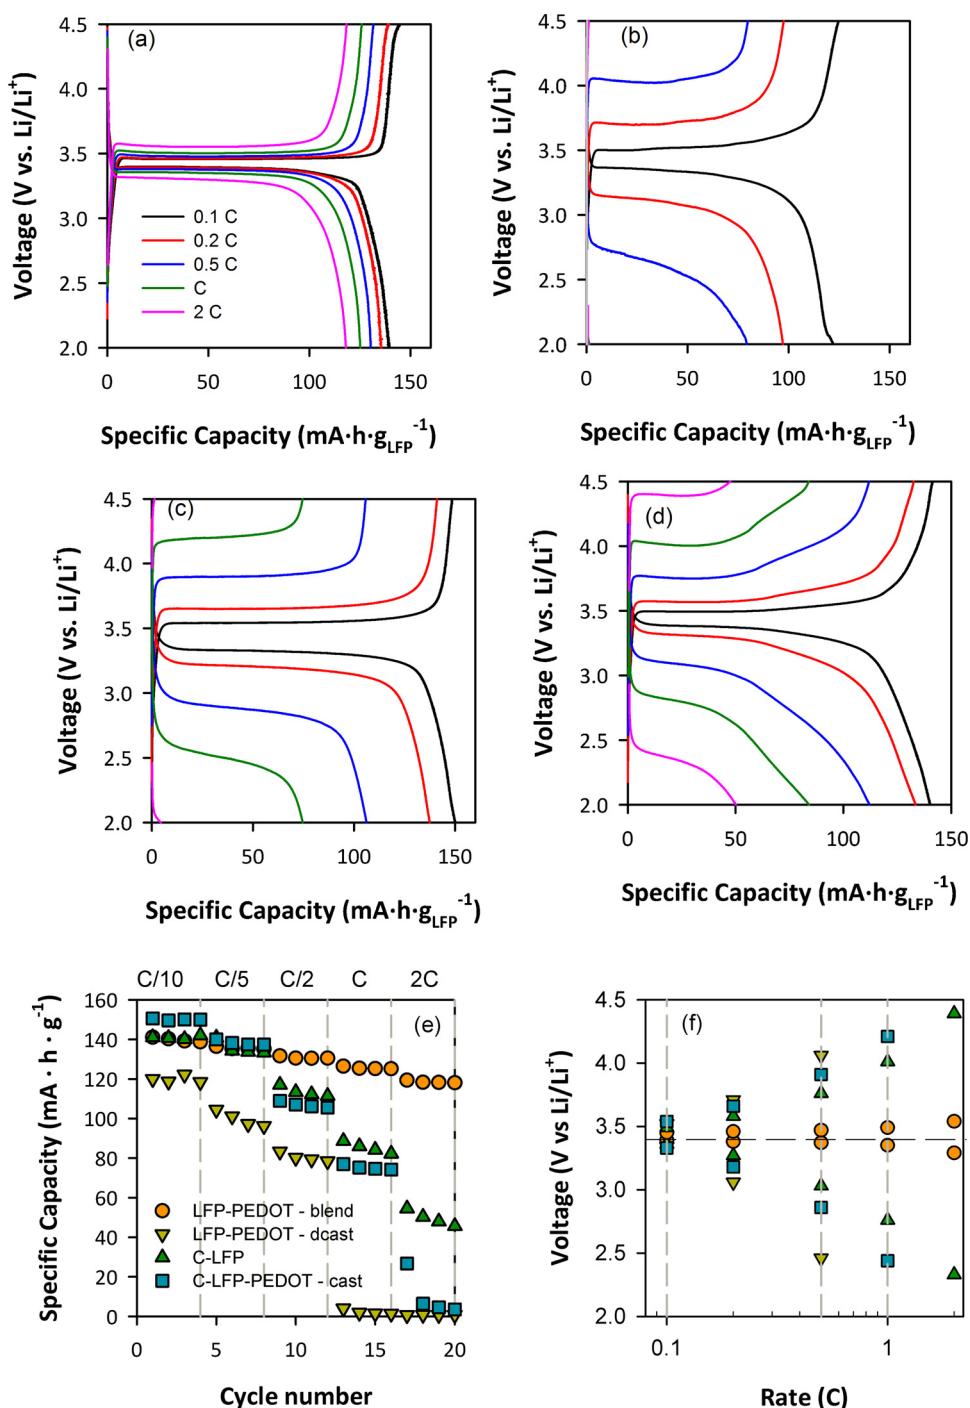 (a)
4.5
4.0
3.5
3.0
2.5
2.0
Voltage (V vs. Li/Li⁺)
0.1 C
0.2 C
0.5 C
C
2 C
0 50 100 150
Specific Capacity (mA·h·g_LFP⁻¹)
(b)
4.5
4.0
3.5
3.0
2.5
2.0
Voltage (V vs. Li/Li⁺)
0 50 100 150
Specific Capacity (mA·h·g_LFP⁻¹)
(c)
4.5
4.0
3.5
3.0
2.5
2.0
Voltage (V vs. Li/Li⁺)
0 50 100 150
Specific Capacity (mA·h·g_LFP⁻¹)
(d)
4.5
4.0
3.5
3.0
2.5
2.0
Voltage (V vs. Li/Li⁺)
0 50 100 150
Specific Capacity (mA·h·g_LFP⁻¹)
C/10 C/5 C/2 C 2C
(e)
160
140
120
100
80
60
40
20
0
Specific Capacity (mA · h · g⁻¹)
LFP-PEDOT - blend
LFP-PEDOT - dcast
C-LFP
C-LFP-PEDOT - cast
0 5 10 15 20
Cycle number
(f)
4.5
4.0
3.5
3.0
2.5
2.0
Voltage (V vs Li/Li⁺)
0.1 1
Rate (C)